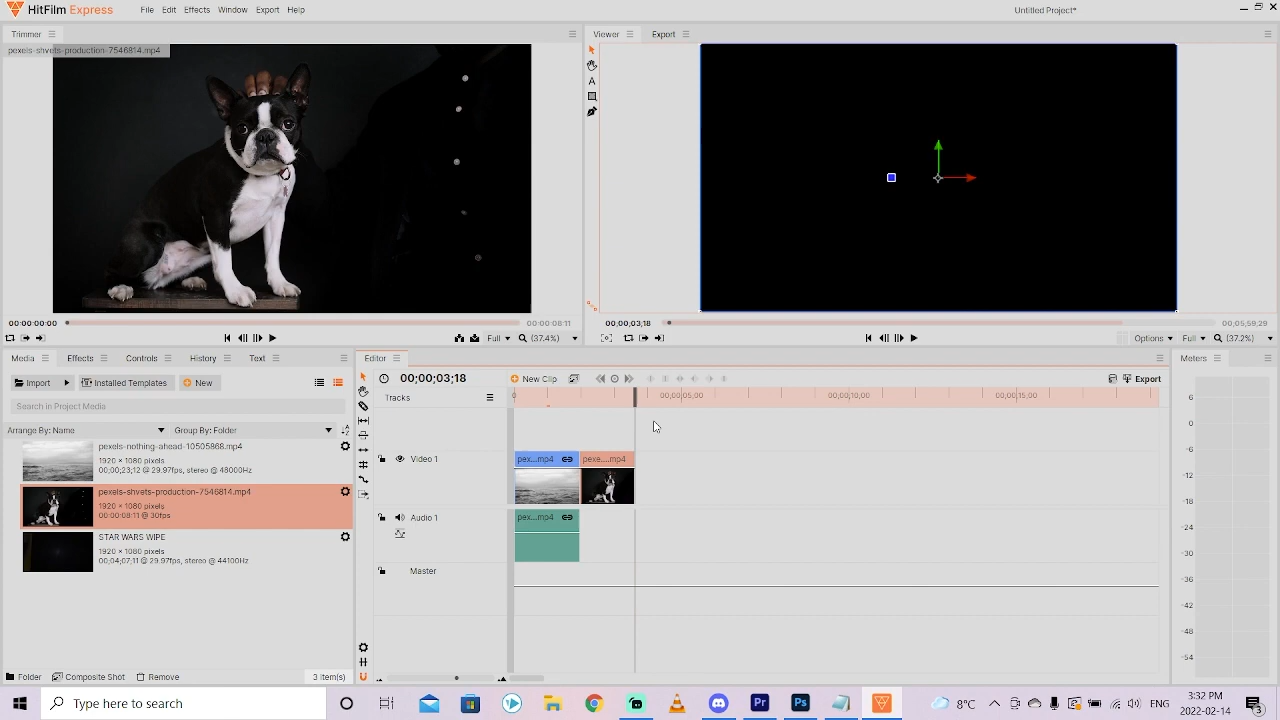 HitFilm Express File Edit Effects Window Export Help Untitled Project*
Trimmer Viewer Export
pexels-shvets-production-7546814.mp4
A
00:00:00:00 00:00:08:11 00;00;03;18 00;05;59;29
Full (37.4%) Options Full (37.2%)
Media Effects Controls History Text Editor Meters
Import Installed Templates New 00;00;03;18 New Clip Export
Search in Project Media
Tracks 0 00;00;05;00 00;00;10;00 00;00;15;00
Arrange By: Name Group By: Folder
pexels-nothing-ahead-10505868.mp4
1920 × 1080 pixels
00;00;23;12 @ 29.97fps, stereo @ 48000Hz
pexels-shvets-production-7546814.mp4
1920 × 1080 pixels
00:00:08:11 @ 30fps
STAR WARS WIPE
1920 × 1080 pixels
00;04;07;11 @ 29.97fps, stereo @ 44100Hz
Video 1 pex...mp4 pexe....mp4
Audio 1 pex...mp4
Master
6
0
-6
-12
-18
-24
-30
-36
-42
-48
-54
Folder Composite Shot Remove 3 item(s)
Type here to search Pr Ps 8°C ENG 3:32 PM
2022-02-14 3